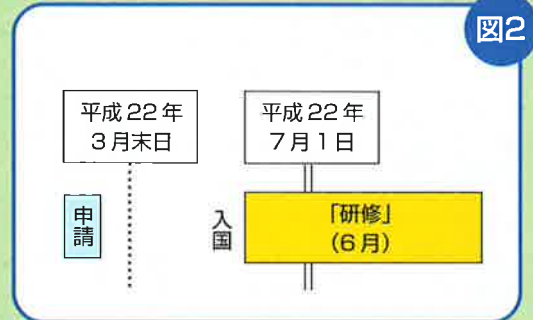 図2
平成22年
3月末日
平成22年
7月1日
申請
入国
「研修」
(6月)